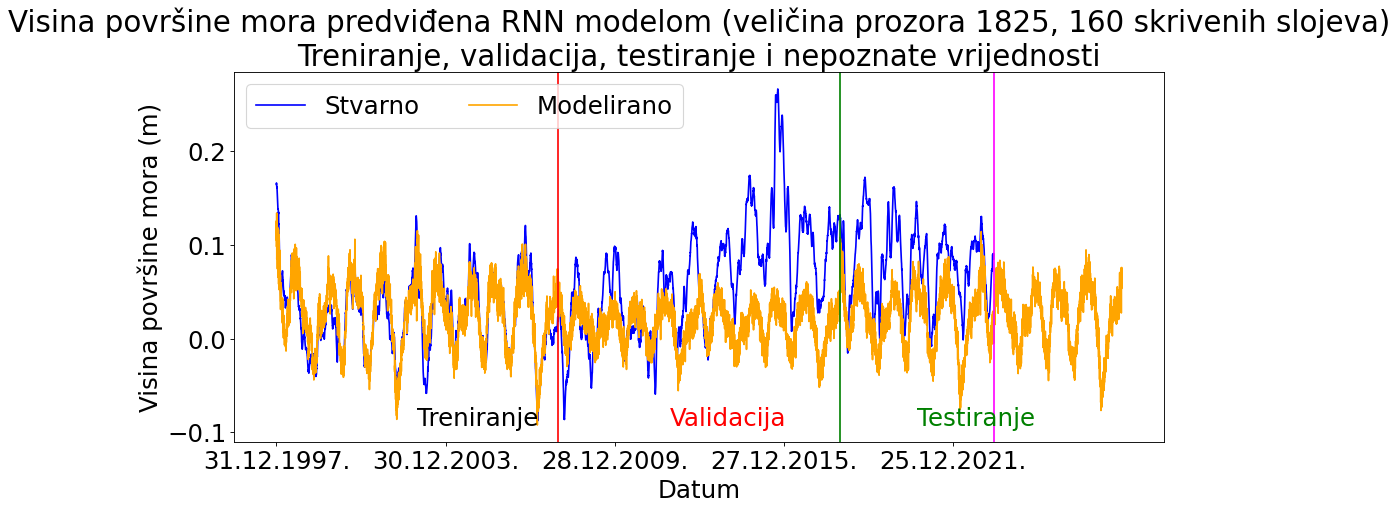 Visina površine mora predviđena RNN modelom (veličina prozora 1825, 160 skrivenih slojeva)
Treniranje, validacija, testiranje i nepoznate vrijednosti
Stvarno Modelirano
Visina površine mora (m)
0.2
0.1
0.0
−0.1
Treniranje Validacija Testiranje
31.12.1997. 30.12.2003. 28.12.2009. 27.12.2015. 25.12.2021.
Datum